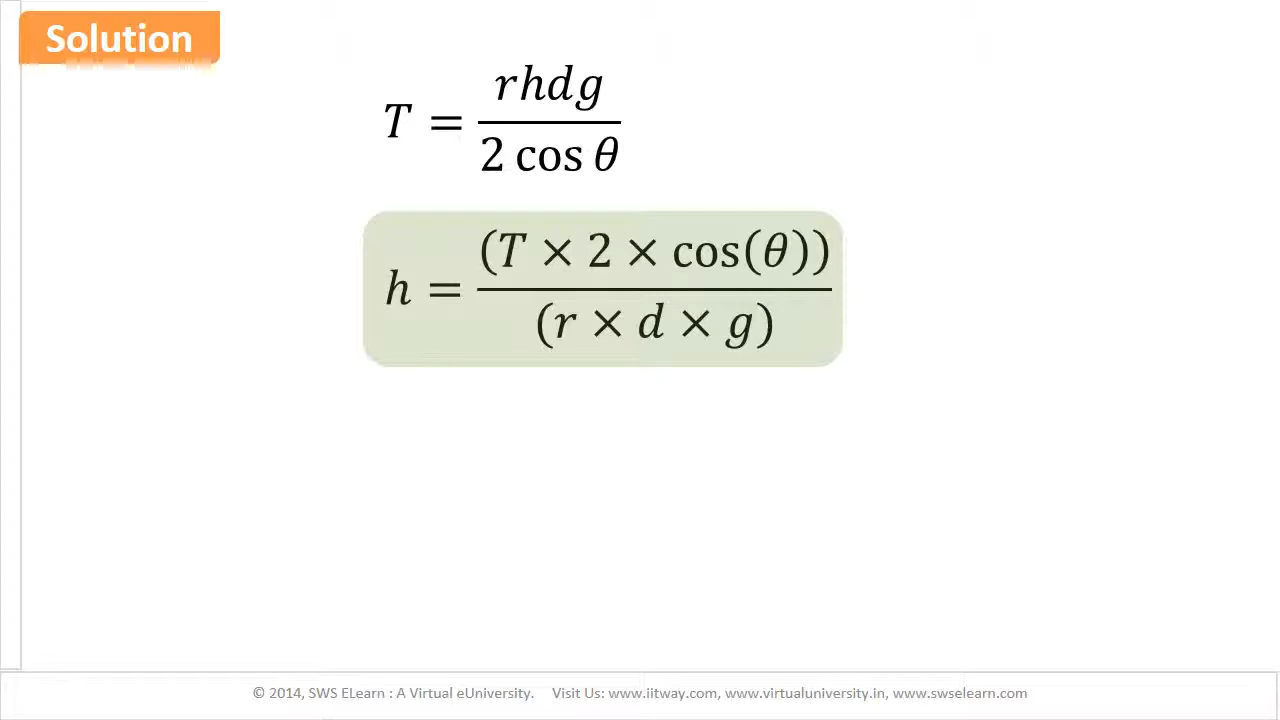 Solution
T = rhdg / 2 cos θ
h = (T × 2 × cos(θ)) / (r × d × g)
© 2014, SWS ELearn : A Virtual eUniversity. Visit Us: www.iitway.com, www.virtualuniversity.in, www.swselearn.com